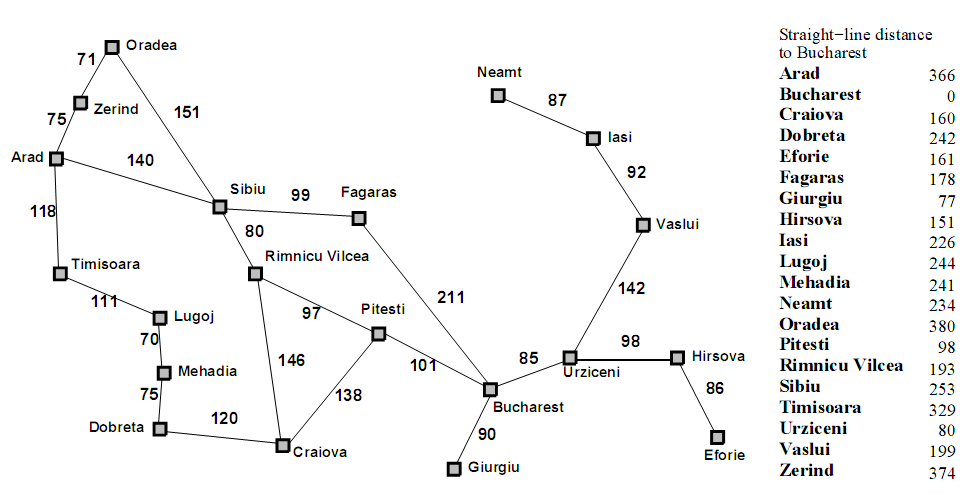 Oradea
71
Neamt
87
Zerind
151
75
Iasi
Arad
140
92
Sibiu
99
Fagaras
118
80
Vaslui
Rimnicu Vilcea
Timisoara
142
111
211
Lugoj
97
Pitesti
70
98
146
85
Hirsova
101
Mehadia
Urziceni
75
138
86
Bucharest
120
Dobreta
90
Craiova
Eforie
Giurgiu
Straight−line distance
to Bucharest
Arad 366
Bucharest 0
Craiova 160
Dobreta 242
Eforie 161
Fagaras 178
Giurgiu 77
Hirsova 151
Iasi 226
Lugoj 244
Mehadia 241
Neamt 234
Oradea 380
Pitesti 98
Rimnicu Vilcea 193
Sibiu 253
Timisoara 329
Urziceni 80
Vaslui 199
Zerind 374